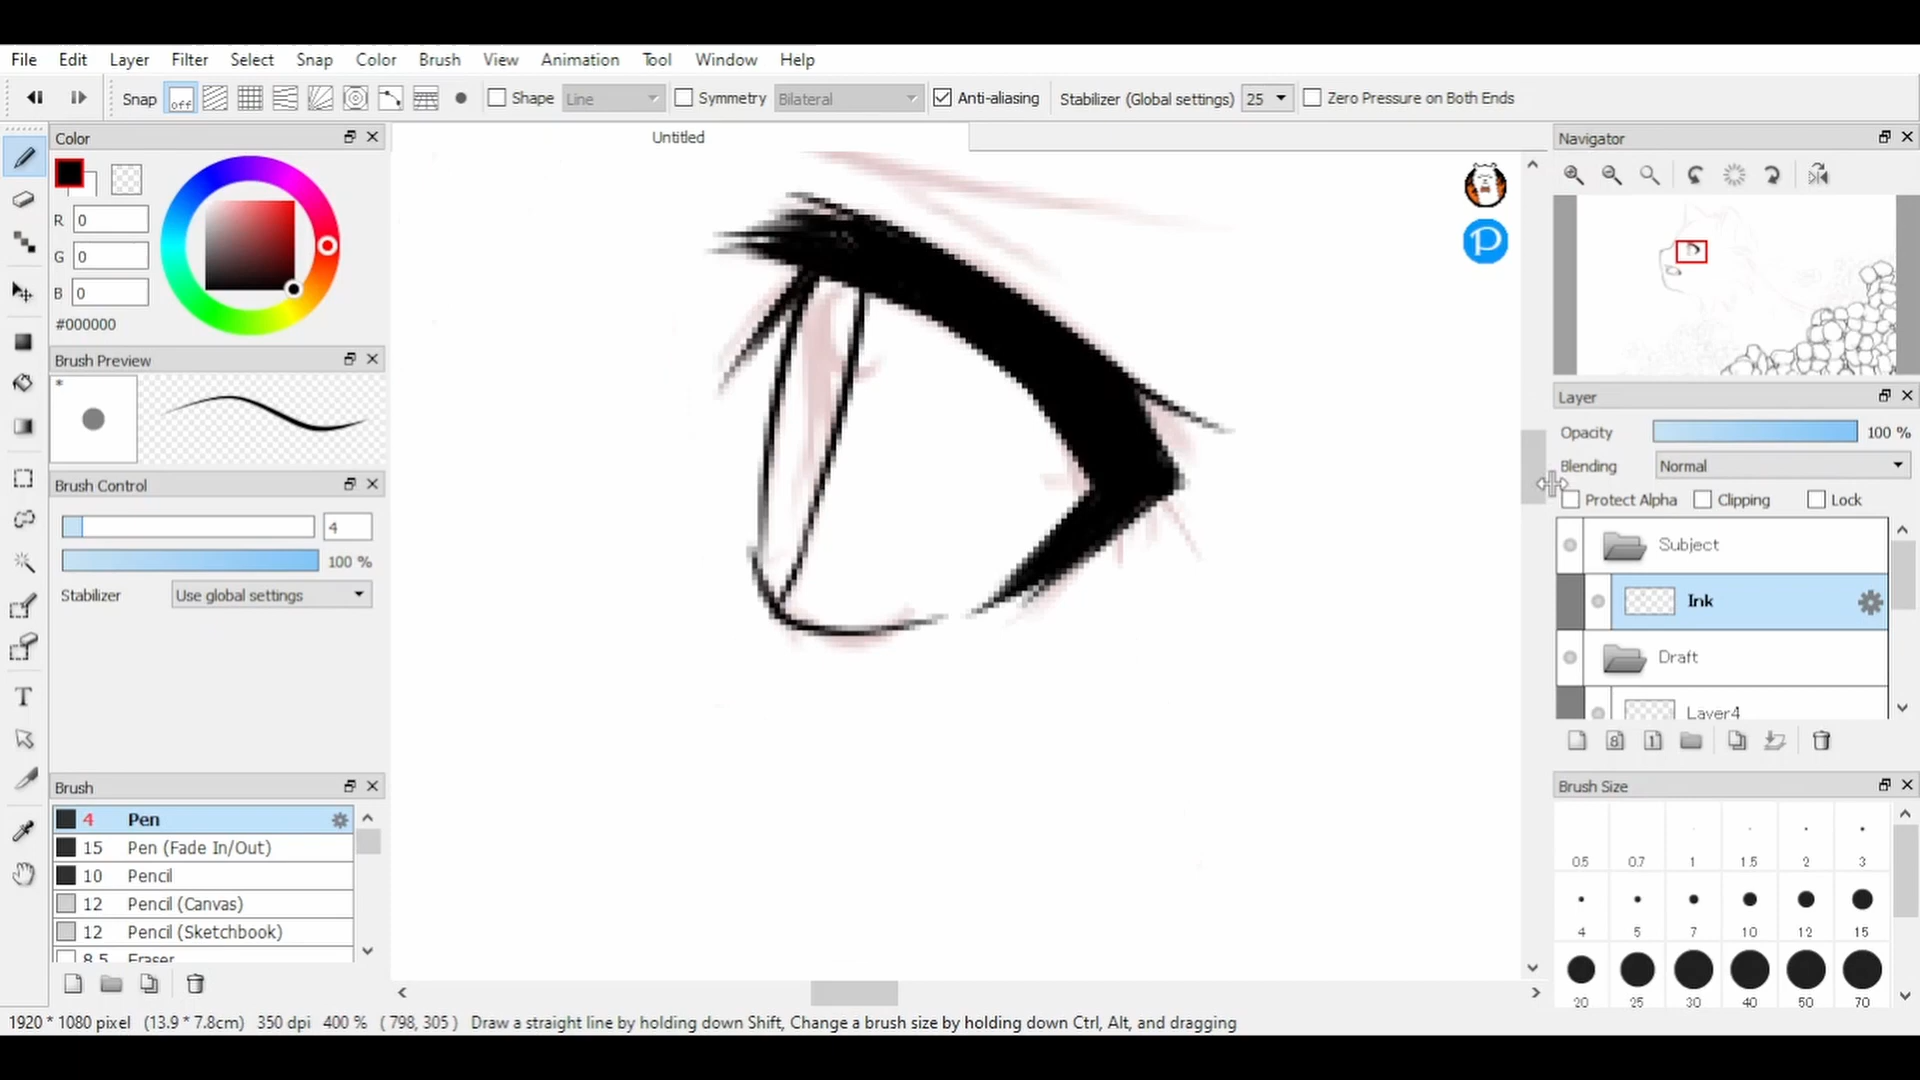 File Edit Layer Filter Select Snap Color Brush View Animation Tool Window Help
Snap off Shape Line Symmetry Bilateral Anti-aliasing Stabilizer (Global settings) 25 Zero Pressure on Both Ends
Color
R 0
G 0
B 0
#000000
Brush Preview
*
Brush Control
4
100 %
Stabilizer Use global settings
Brush
4 Pen
15 Pen (Fade In/Out)
10 Pencil
12 Pencil (Canvas)
12 Pencil (Sketchbook)
8.5 Eraser
Untitled
P
Navigator
Layer
Opacity 100 %
Blending Normal
Protect Alpha Clipping Lock
Subject
Ink
Draft
Layer4
8 1
Brush Size
0.5 0.7 1 1.5 2 3
4 5 7 10 12 15
20 25 30 40 50 70
1920 * 1080 pixel (13.9 * 7.8cm) 350 dpi 400 % ( 798, 305 ) Draw a straight line by holding down Shift, Change a brush size by holding down Ctrl, Alt, and dragging